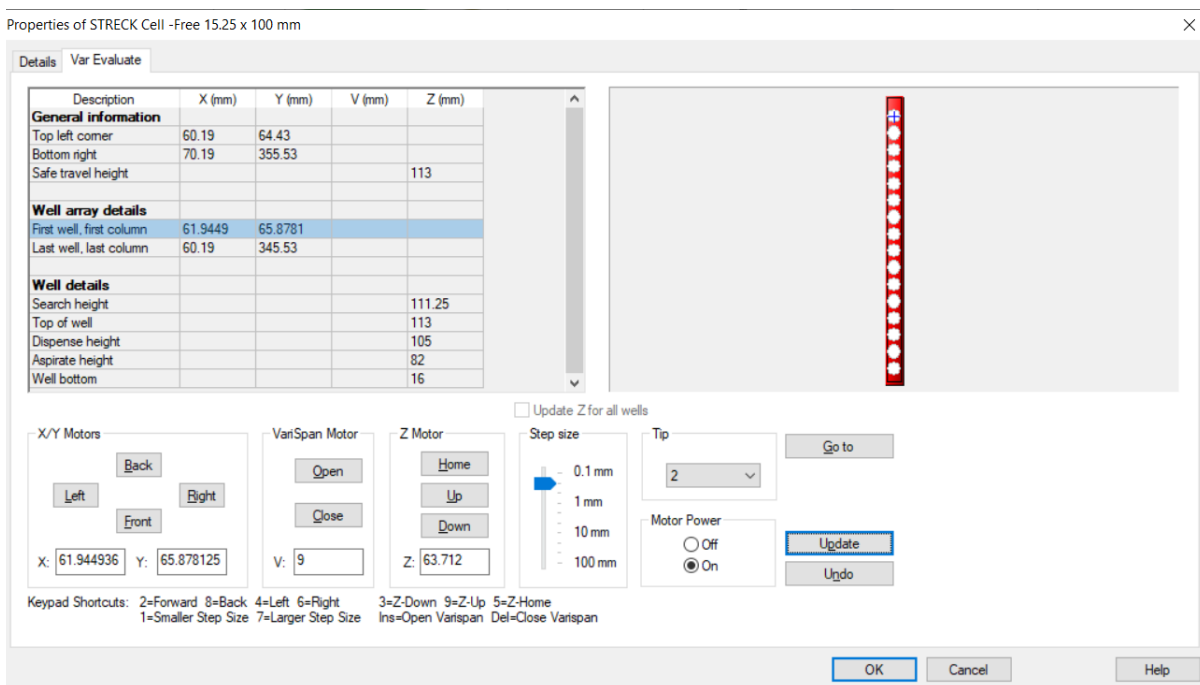 Properties of STRECK Cell -Free 15.25 x 100 mm
Details Var Evaluate
Description X (mm) Y (mm) V (mm) Z (mm)
General information
Top left corner 60.19 64.43
Bottom right 70.19 355.53
Safe travel height 113
Well array details
First well, first column 61.9449 65.8781
Last well, last column 60.19 345.53
Well details
Search height 111.25
Top of well 113
Dispense height 105
Aspirate height 82
Well bottom 16
Update Z for all wells
X/Y Motors VariSpan Motor Z Motor Step size Tip
Back Open Home 0.1 mm 2 Go to
Left Right Up 1 mm
Front Close Down 10 mm Motor Power
Off Update
X: 61.944936 Y: 65.878125 V: 9 Z: 63.712 100 mm On Undo
Keypad Shortcuts: 2=Forward 8=Back 4=Left 6=Right 3=Z-Down 9=Z-Up 5=Z-Home
1=Smaller Step Size 7=Larger Step Size Ins=Open Varispan Del=Close Varispan
OK Cancel Help